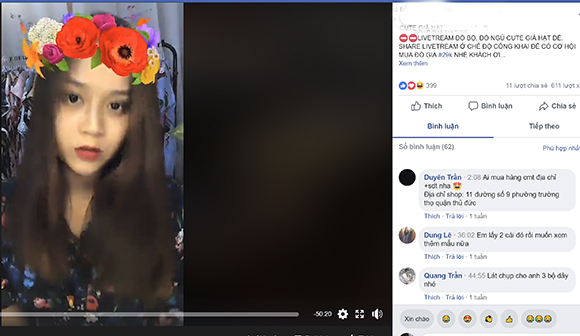 CUTE GIÁ HẠT
⛔⛔LIVETREAM ĐỒ BỘ, ĐỒ NGỦ CUTE GIÁ HẠT DẺ.
SHARE LIVETREAM Ở CHẾ ĐỘ CÔNG KHAI ĐỂ CÓ CƠ HỘI
MUA ĐỒ GIÁ #29k NHÉ KHÁCH ƠI...
Xem thêm
399
11 lượt chia sẻ 611 lượt x
Thích Bình luận Chia sẻ
Bình luận Tiếp theo
Số bình luận (62) Phù hợp nhất
Duyên Trần · 2:08 Ai mua hàng cmt địa chỉ
+sdt nha 😍
Địa chỉ shop: 11 đường số 9 phường trường
thọ quận thủ đức
Thích · Trả lời · 1 tuần
Dung Lê · 36:02 Em lấy 2 cái đó rồi muốn xem
thêm mẫu nữa
Thích · Trả lời · 1 tuần
Quang Trần · 44:55 Lát chụp cho anh 3 bộ đấy
nhé
Thích · Trả lời · 1 tuần
-50:20
Xin chào
Bình luận